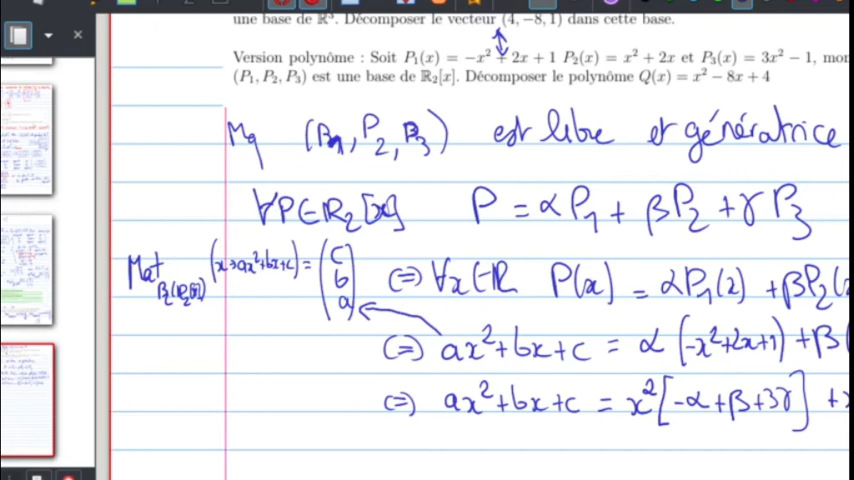 une base de ℝ³. Décomposer le vecteur (4, −8, 1) dans cette base.
Version polynôme : Soit P₁(x) = −x² + 2x + 1 P₂(x) = x² + 2x et P₃(x) = 3x² − 1, mon
(P₁, P₂, P₃) est une base de ℝ₂[x]. Décomposer le polynôme Q(x) = x² − 8x + 4
Mq (P₁, P₂, P₃) est libre et génératrice
∀P∈ℝ₂[x] P = αP₁ + βP₂ + γP₃
Mat (x→ax²+bx+c) = (c b a) ⇔ ∀x∈ℝ P(x) = αP₁(x) + βP₂(
⇔ ax²+bx+c = α(-x²+2x+1) + β(
⇔ ax²+bx+c = x²[-α+β+3γ] + x